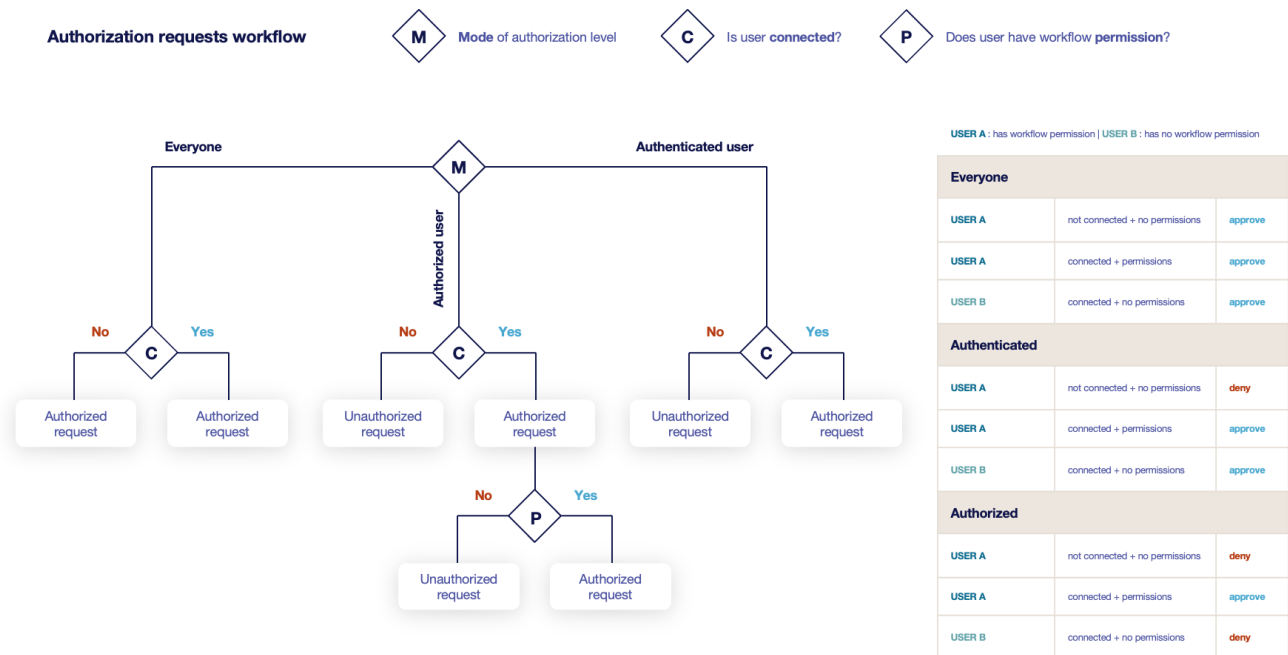 Authorization requests workflow
M
Mode of authorization level
C
Is user connected?
P
Does user have workflow permission?
USER A : has workflow permission | USER B : has no workflow permission
Everyone
Authenticated user
M
Authorized user
No
Yes
C
No
Yes
C
No
Yes
C
Authorized
request
Authorized
request
Unauthorized
request
Authorized
request
Unauthorized
request
Authorized
request
No
Yes
P
Unauthorized
request
Authorized
request
Everyone
USER A not connected + no permissions approve
USER A connected + permissions approve
USER B connected + no permissions approve
Authenticated
USER A not connected + no permissions deny
USER A connected + permissions approve
USER B connected + no permissions approve
Authorized
USER A not connected + no permissions deny
USER A connected + permissions approve
USER B connected + no permissions deny